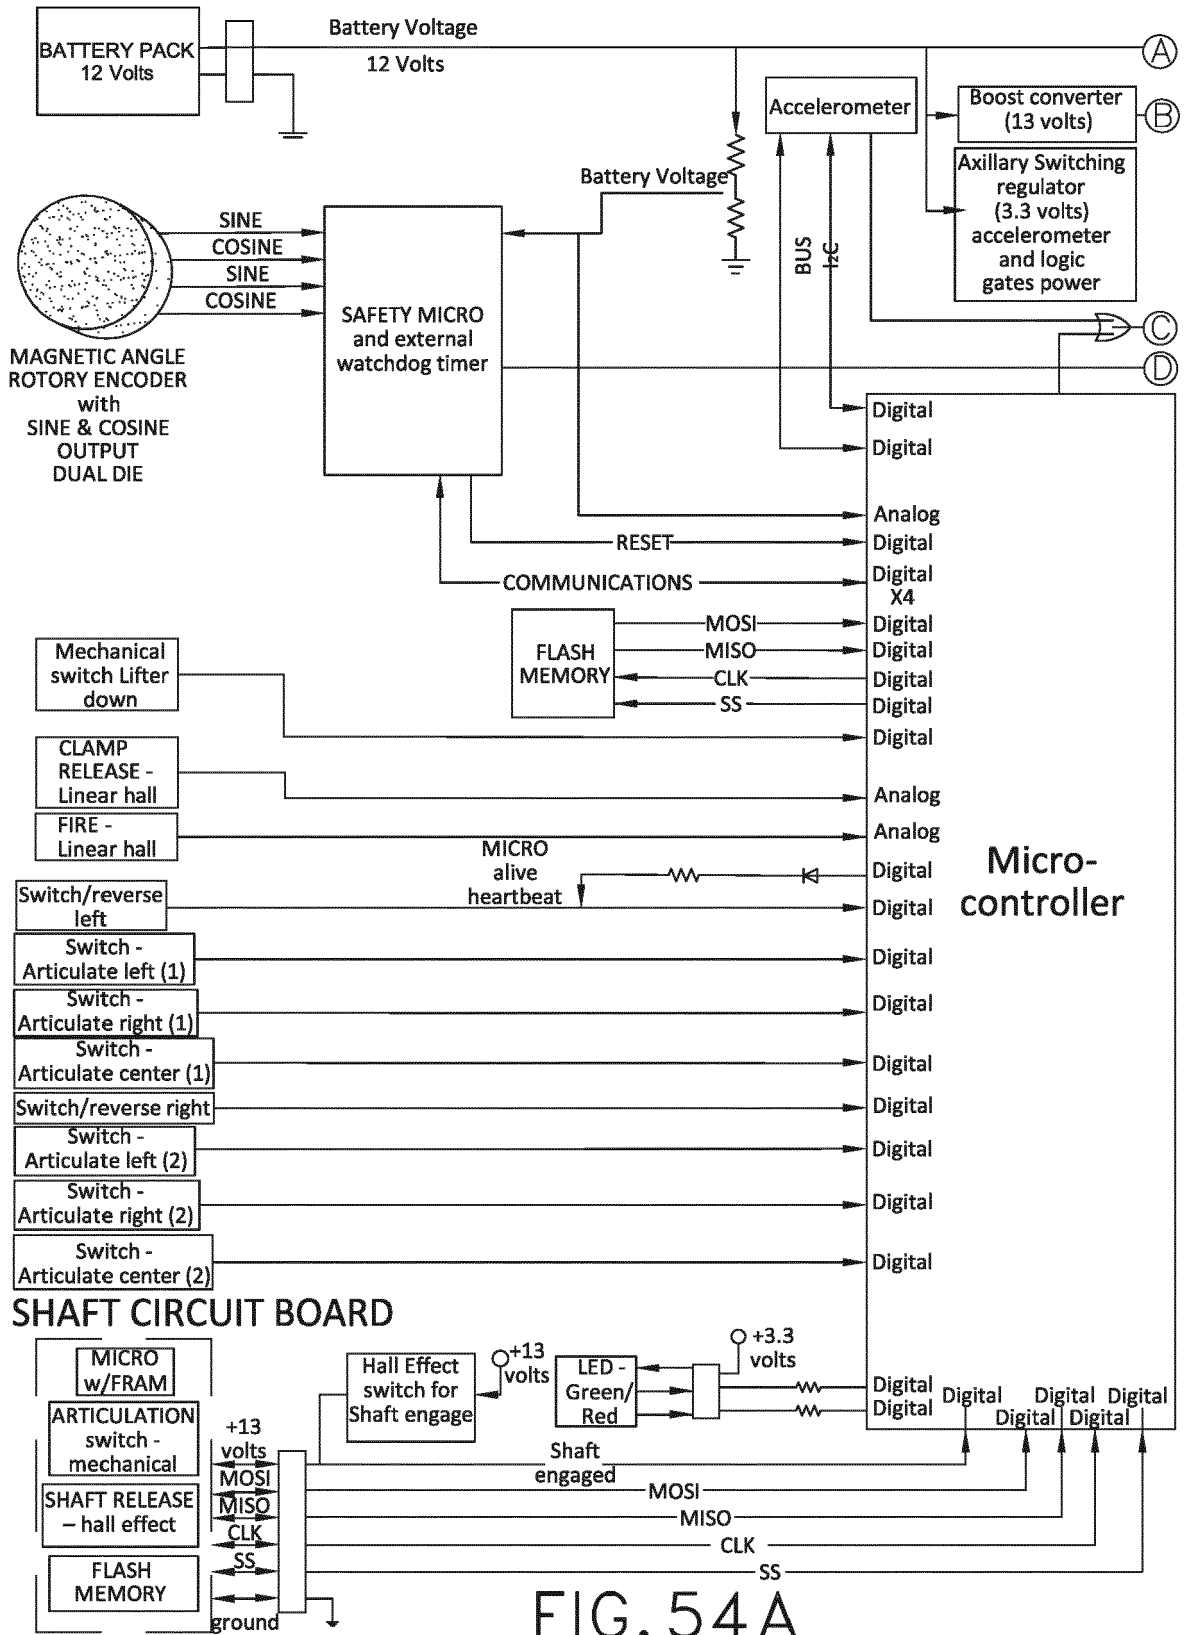 BATTERY PACK
12 Volts
Battery Voltage
12 Volts
A
Accelerometer
Boost converter
(13 volts)
B
Axillary Switching
regulator
(3.3 volts)
accelerometer
and logic
gates power
Battery Voltage
BUS
I2C
C
D
SINE
COSINE
SINE
COSINE
SAFETY MICRO
and external
watchdog timer
MAGNETIC ANGLE
ROTORY ENCODER
with
SINE & COSINE
OUTPUT
DUAL DIE
Digital
Digital
Analog
RESET
Digital
COMMUNICATIONS
Digital
X4
FLASH
MEMORY
MOSI
Digital
MISO
Digital
CLK
Digital
SS
Digital
Mechanical
switch Lifter
down
Digital
CLAMP
RELEASE -
Linear hall
Analog
FIRE -
Linear hall
Analog
MICRO
alive
heartbeat
Digital
Micro-
controller
Switch/reverse
left
Digital
Switch -
Articulate left (1)
Digital
Switch -
Articulate right (1)
Digital
Switch -
Articulate center (1)
Digital
Switch/reverse right
Digital
Switch -
Articulate left (2)
Digital
Switch -
Articulate right (2)
Digital
Switch -
Articulate center (2)
Digital
SHAFT CIRCUIT BOARD
MICRO
w/FRAM
ARTICULATION
switch -
mechanical
SHAFT RELEASE
– hall effect
FLASH
MEMORY
+13
volts
MOSI
MISO
CLK
SS
ground
Hall Effect
switch for
Shaft engage
+13
volts
LED -
Green/
Red
+3.3
volts
Digital
Digital
Digital
Digital
Digital
Digital
Digital
Shaft
engaged
MOSI
MISO
CLK
SS
FIG. 54A